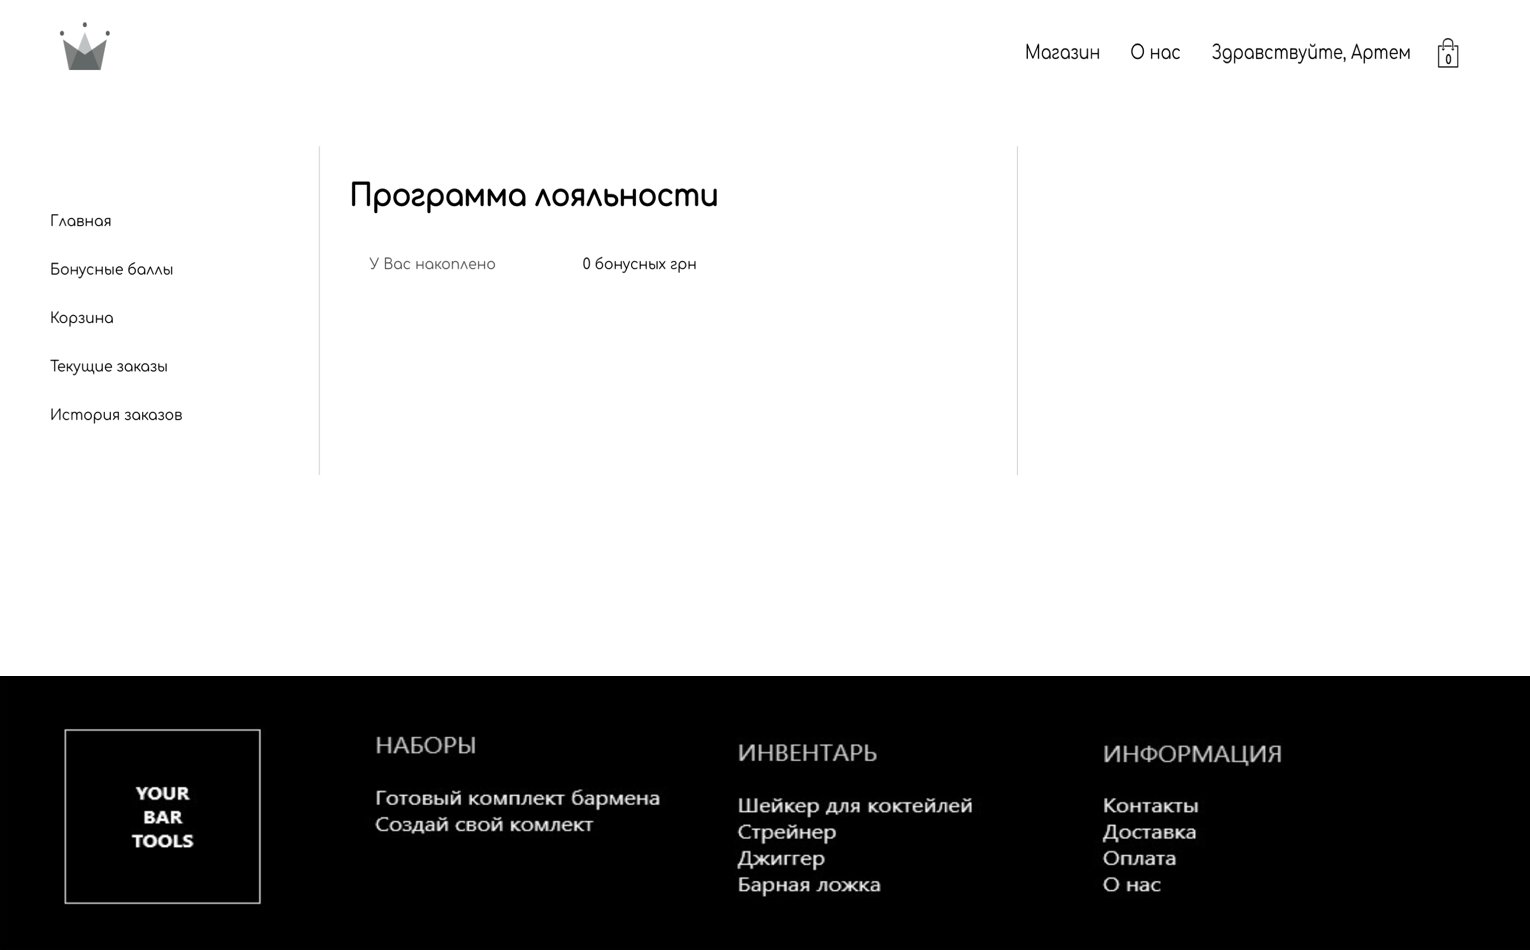 Магазин О нас Здравствуйте, Артем 0
Главная
Бонусные баллы
Корзина
Текущие заказы
История заказов
Программа лояльности
У Вас накоплено 0 бонусных грн
YOUR
BAR
TOOLS
НАБОРЫ
Готовый комплект бармена
Создай свой комлект
ИНВЕНТАРЬ
Шейкер для коктейлей
Стрейнер
Джиггер
Барная ложка
ИНФОРМАЦИЯ
Контакты
Доставка
Оплата
О нас